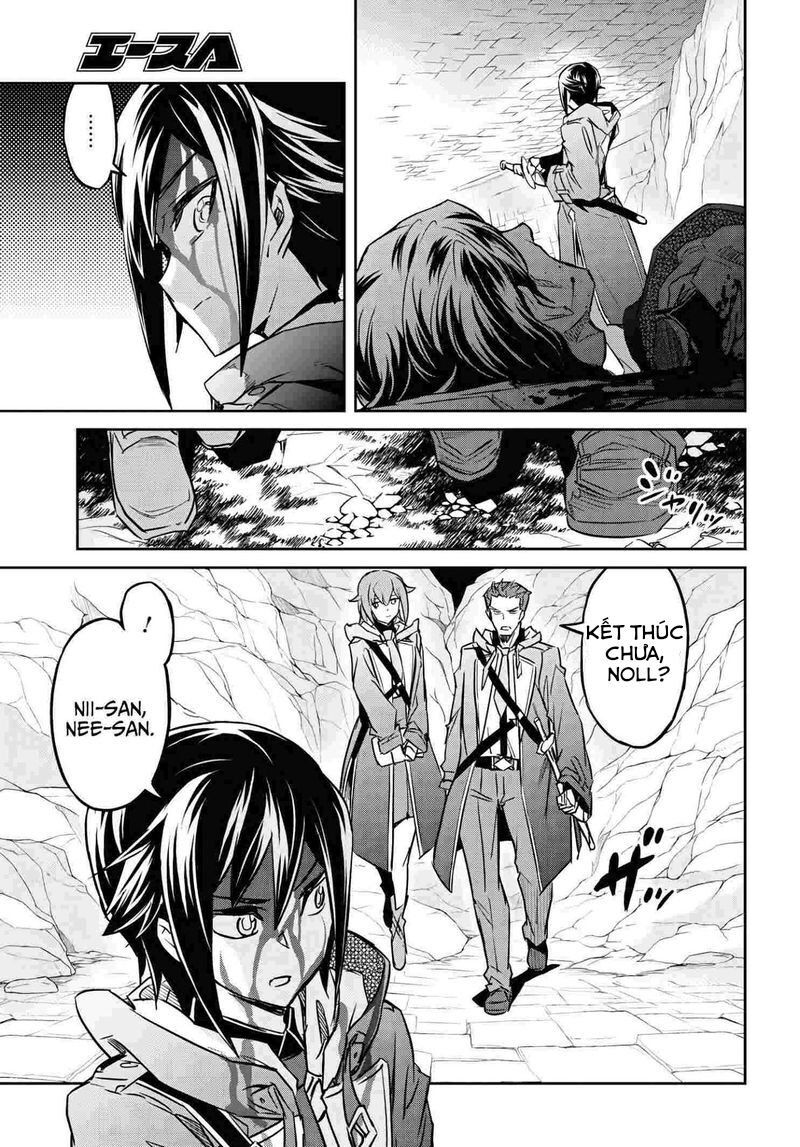 エースA
……
ジャリッ
KẾT THÚC
CHƯA,
NOLL?
ザッ
!
NII-SAN,
NEE-SAN.